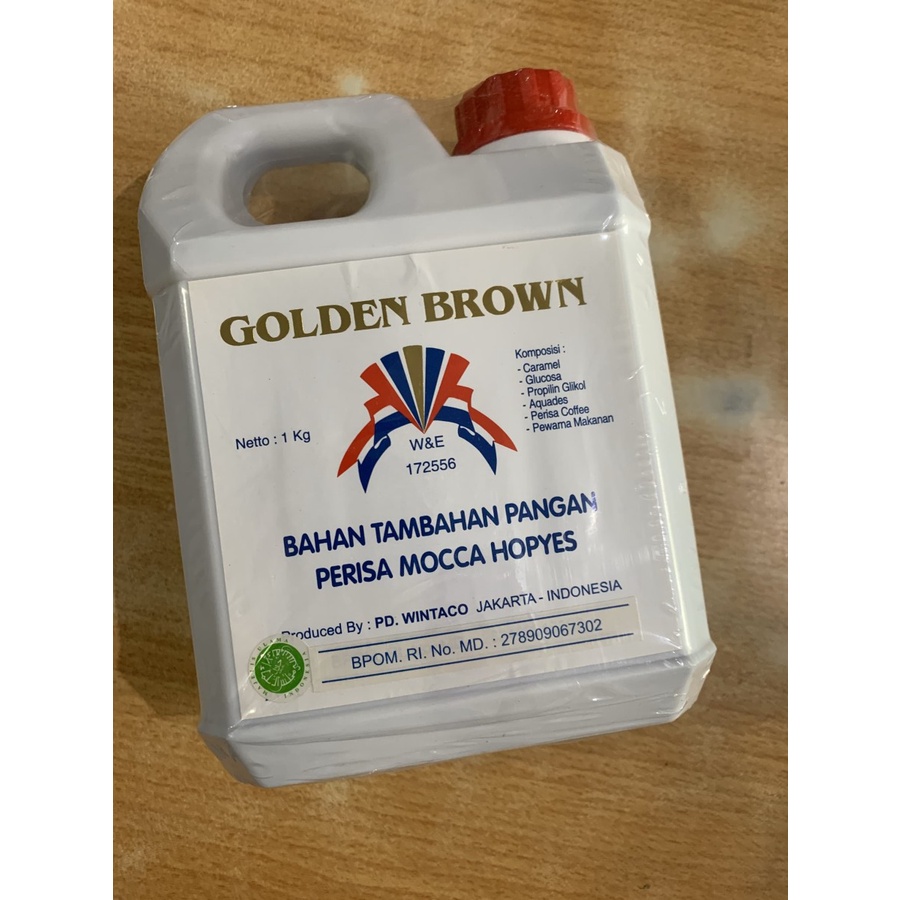 GOLDEN BROWN
Komposisi :
- Caramel
- Glucosa
- Propilin Glikol
- Aquades
- Perisa Coffee
- Pewarna Makanan
Netto : 1 Kg
W&E
172556
BAHAN TAMBAHAN PANGAN
PERISA MOCCA HOPYES
Produced By : PD. WINTACO JAKARTA - INDONESIA
BPOM. RI. No. MD. : 278909067302